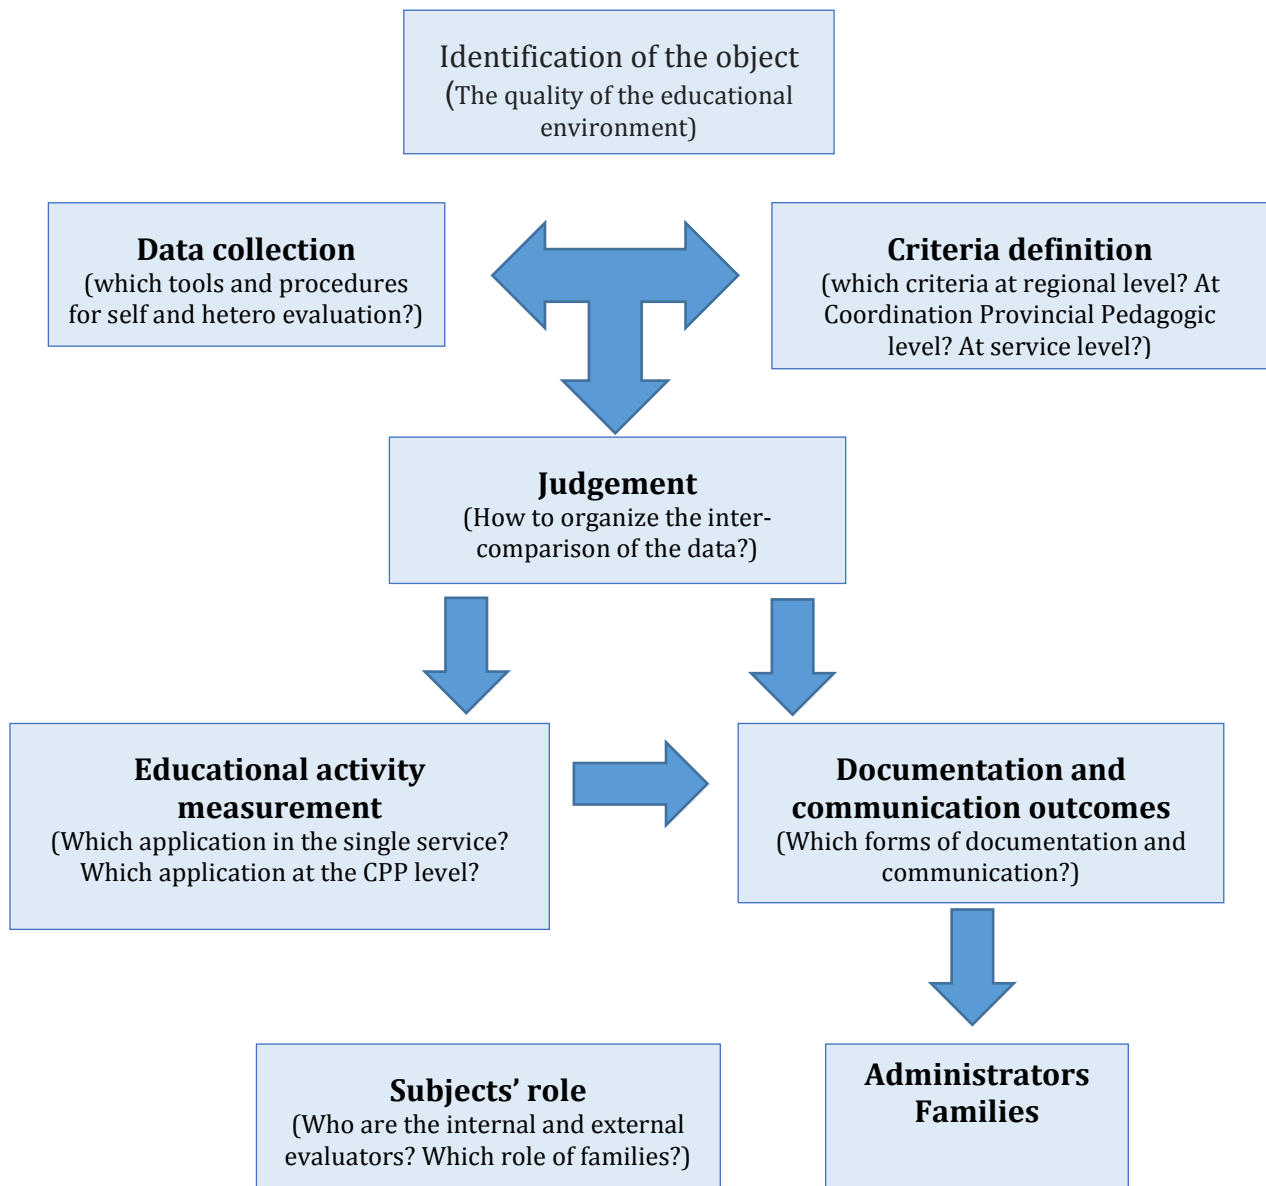 Identification of the object
(The quality of the educational
environment)
Data collection
(which tools and procedures
for self and hetero evaluation?)
Criteria definition
(which criteria at regional level? At
Coordination Provincial Pedagogic
level? At service level?)
Judgement
(How to organize the inter-
comparison of the data?)
Educational activity
measurement
(Which application in the single service?
Which application at the CPP level?
Documentation and
communication outcomes
(Which forms of documentation and
communication?)
Subjects’ role
(Who are the internal and external
evaluators? Which role of families?)
Administrators
Families